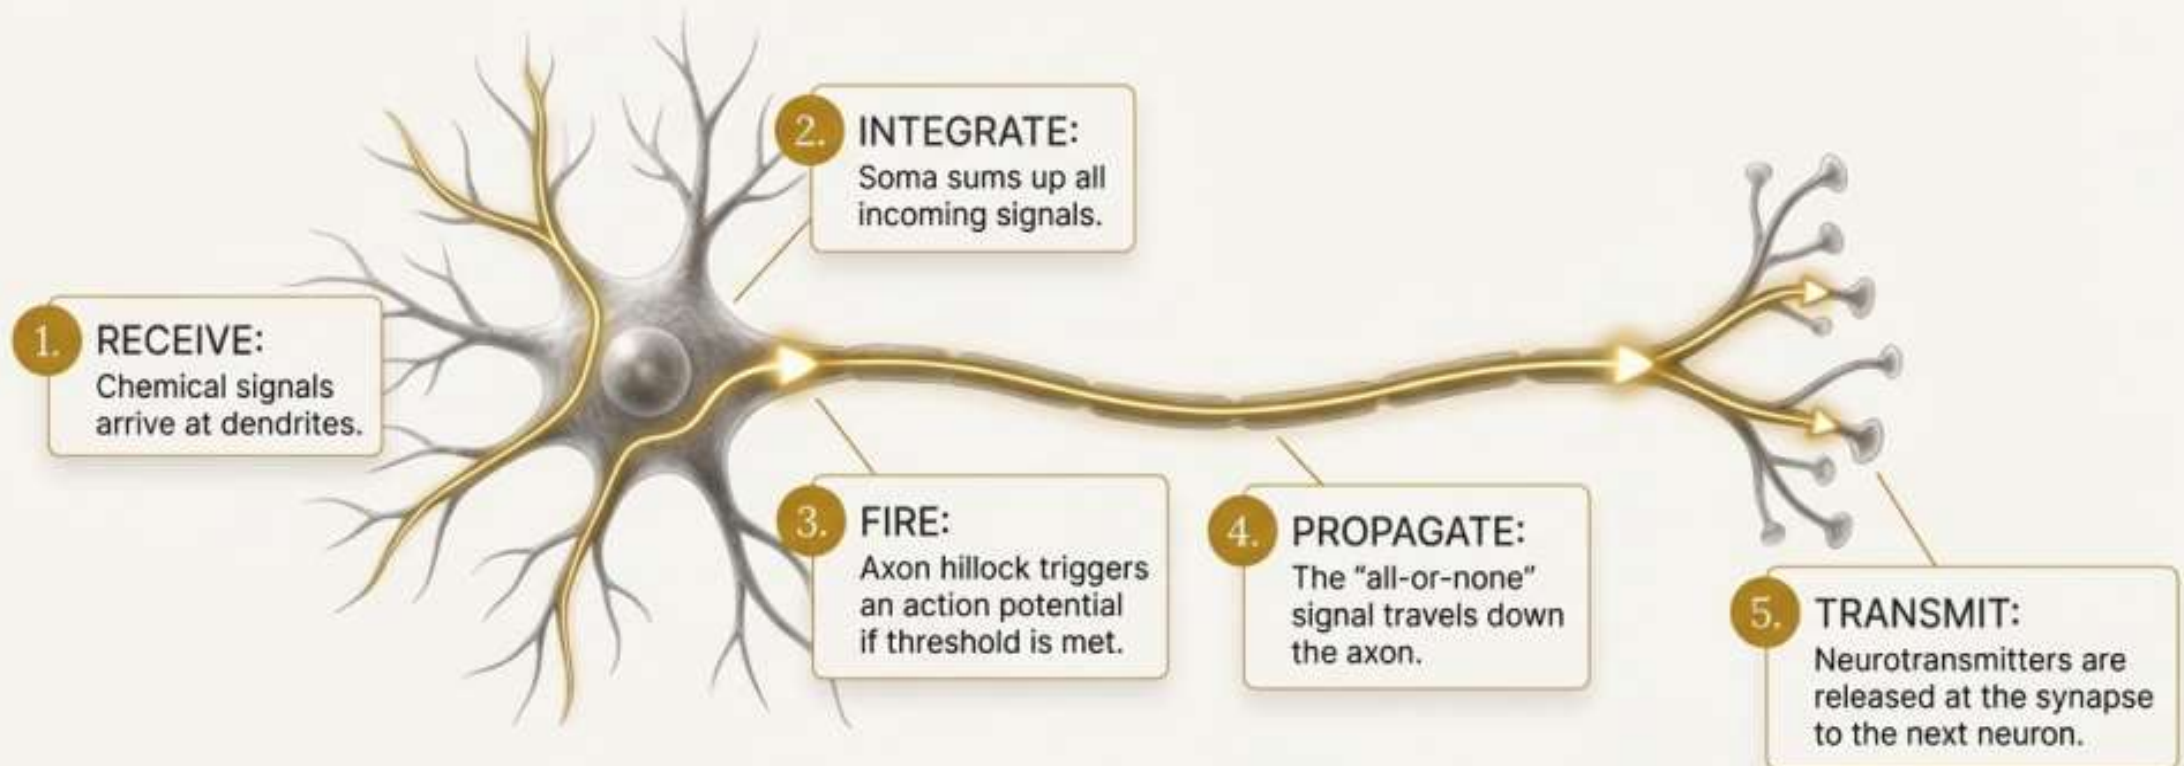 1. RECEIVE:
Chemical signals
arrive at dendrites.
2. INTEGRATE:
Soma sums up all
incoming signals.
3. FIRE:
Axon hillock triggers
an action potential
if threshold is met.
4. PROPAGATE:
The “all-or-none”
signal travels down
the axon.
5. TRANSMIT:
Neurotransmitters are
released at the synapse
to the next neuron.